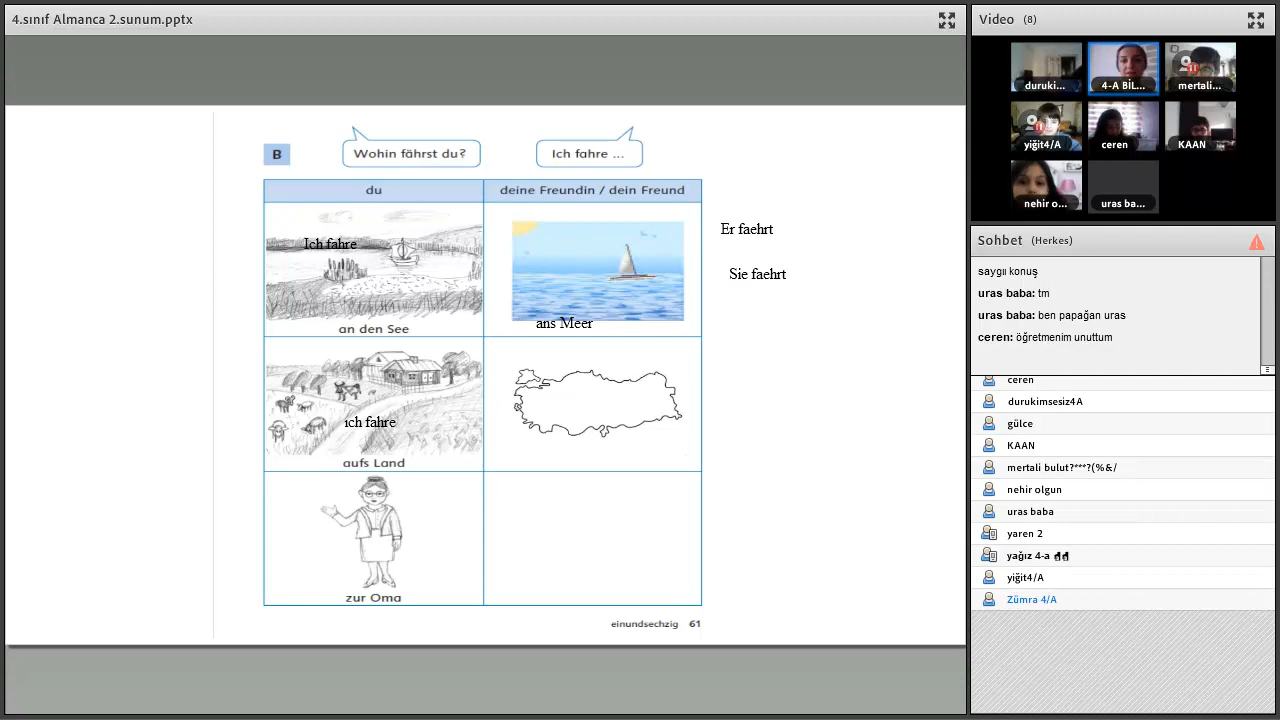 4.sınıf Almanca 2.sunum.pptx
B
Wohin fährst du?
Ich fahre ...
du
deine Freundin / dein Freund
Ich fahre
an den See
ans Meer
Er faehrt
Sie faehrt
ich fahre
aufs Land
zur Oma
einundsechzig 61
Video (8)
duruki...
4-A BİL...
mertali...
yiğit4/A
ceren
KAAN
nehir o...
uras ba...
Sohbet (Herkes)
saygıı konuş
uras baba: tm
uras baba: ben papağan uras
ceren: öğretmenim unuttum
ceren
durukimsesiz4A
gülce
KAAN
mertali bulut?***?(%&/
nehir olgun
uras baba
yaren 2
yağız 4-a
yiğit4/A
Zümra 4/A